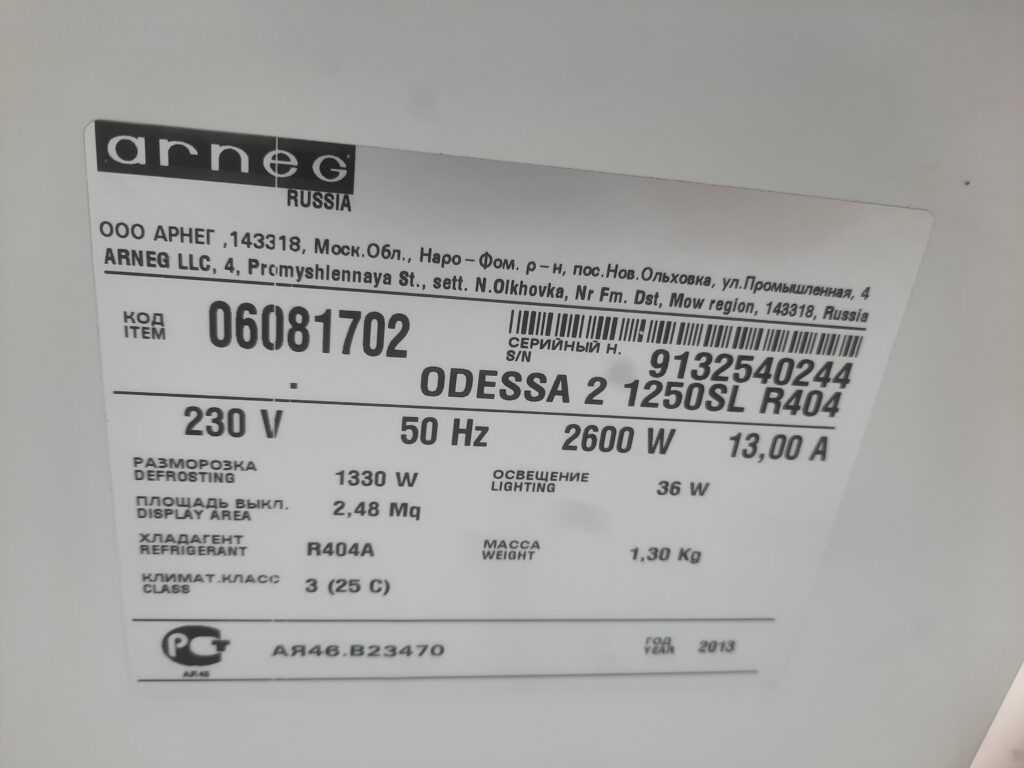 arneg
RUSSIA
ООО АРНЕГ ,143318, Моск.Обл., Наро-Фом. р-н, пос.Нов.Ольховка, ул.Промышленная, 4
ARNEG LLC, 4, Promyshlennaya St., sett. N.Olkhovka, Nr Fm. Dst, Mow region, 143318, Russia
КОД
ITEM
06081702
СЕРИЙНЫЙ Н.
S/N
9132540244
. ODESSA 2 1250SL R404
230 V 50 Hz 2600 W 13,00 A
РАЗМОРОЗКА
DEFROSTING
1330 W
ОСВЕЩЕНИЕ
LIGHTING
36 W
ПЛОЩАДЬ ВЫКЛ.
DISPLAY AREA
2,48 Mq
ХЛАДАГЕНТ
REFRIGERANT
R404A
МАССА
WEIGHT
1,30 Kg
КЛИМАТ.КЛАСС
CLASS
3 (25 C)
РСТ
АЯ46
АЯ46.В23470
ГОД
YEAR
2013